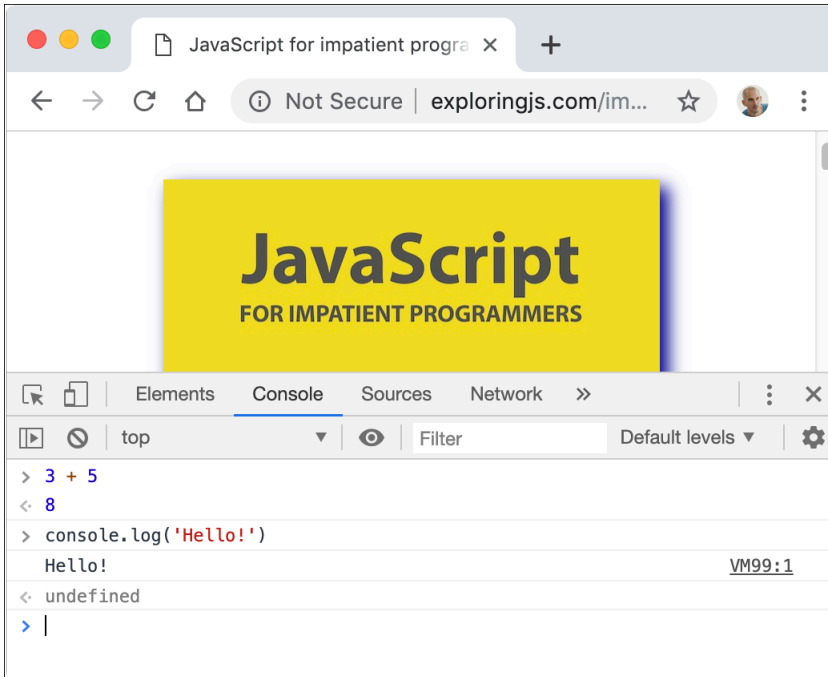 JavaScript for impatient progra
Not Secure | exploringjs.com/im...
JavaScript
FOR IMPATIENT PROGRAMMERS
Elements Console Sources Network »
top Filter Default levels
> 3 + 5
8
> console.log('Hello!')
Hello! VM99:1
undefined
>